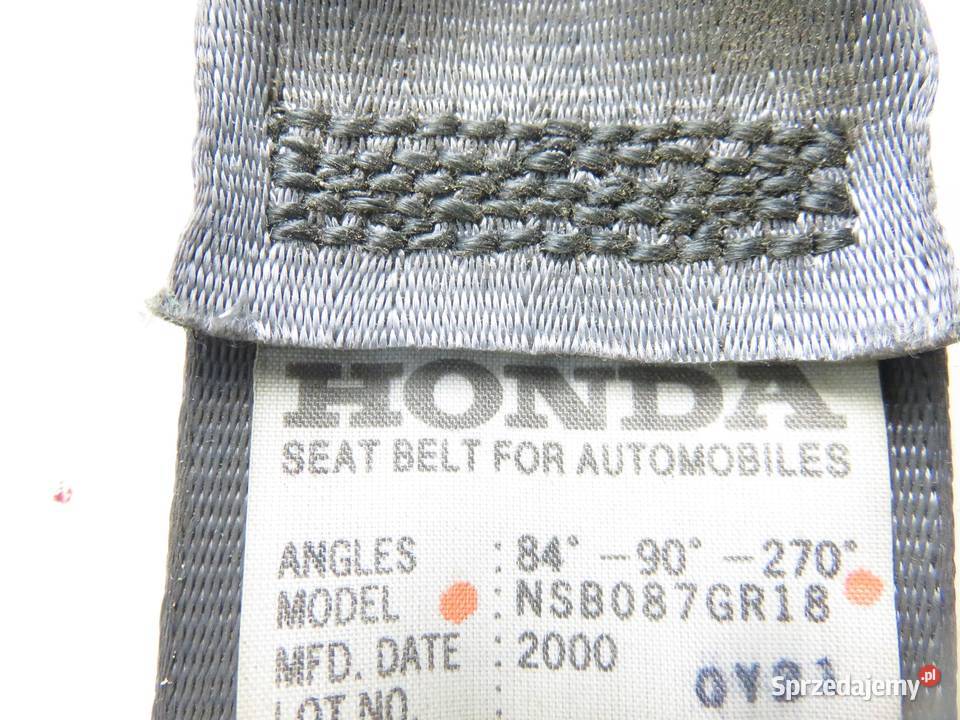 HONDA
SEAT BELT FOR AUTOMOBILES
ANGLES : 84° -90° -270°
MODEL : NSB087GR18
MFD. DATE : 2000
LOT NO. :
Sprzedajemy.pl